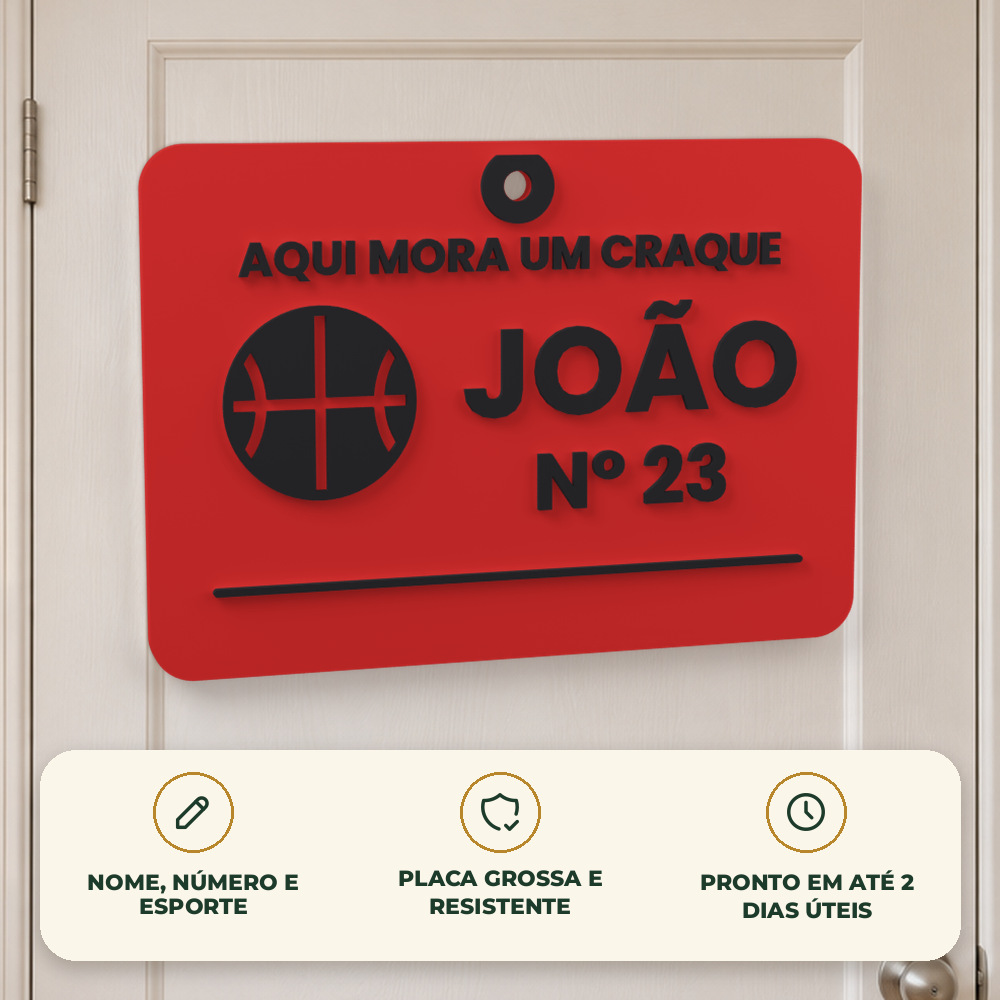 AQUI MORA UM CRAQUE
JOÃO
Nº 23
NOME, NÚMERO E
ESPORTE
PLACA GROSSA E
RESISTENTE
PRONTO EM ATÉ 2
DIAS ÚTEIS